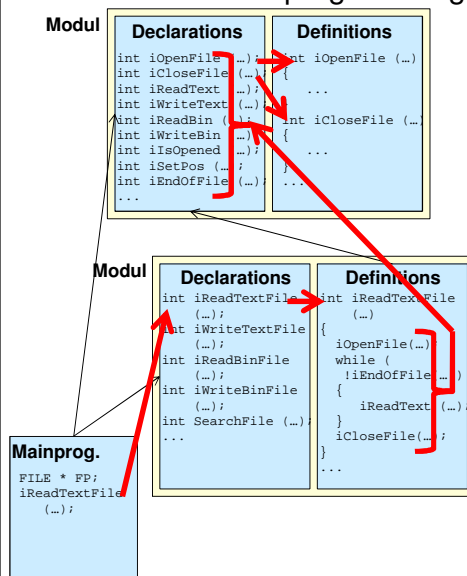 Modul
Declarations
int iOpenFile (…);
int iCloseFile (…);
int iReadText (…);
int iWriteText (…);
int iReadBin (…);
int iWriteBin (…);
int iIsOpened (…);
int iSetPos (…);
int iEndOfFile (…);
...
Definitions
int iOpenFile (…)
{
...
}
int iCloseFile (…)
{
...
}
...
Modul
Declarations
int iReadTextFile
(…);
int iWriteTextFile
(…);
int iReadBinFile
(…);
int iWriteBinFile
(…);
int SearchFile (…);
...
Definitions
int iReadTextFile
(…)
{
iOpenFile(…);
while (
!iEndOfFile(…)
{
iReadText (…);
}
iCloseFile(…);
}
...
Mainprog.
FILE * FP;
iReadTextFile
(…);